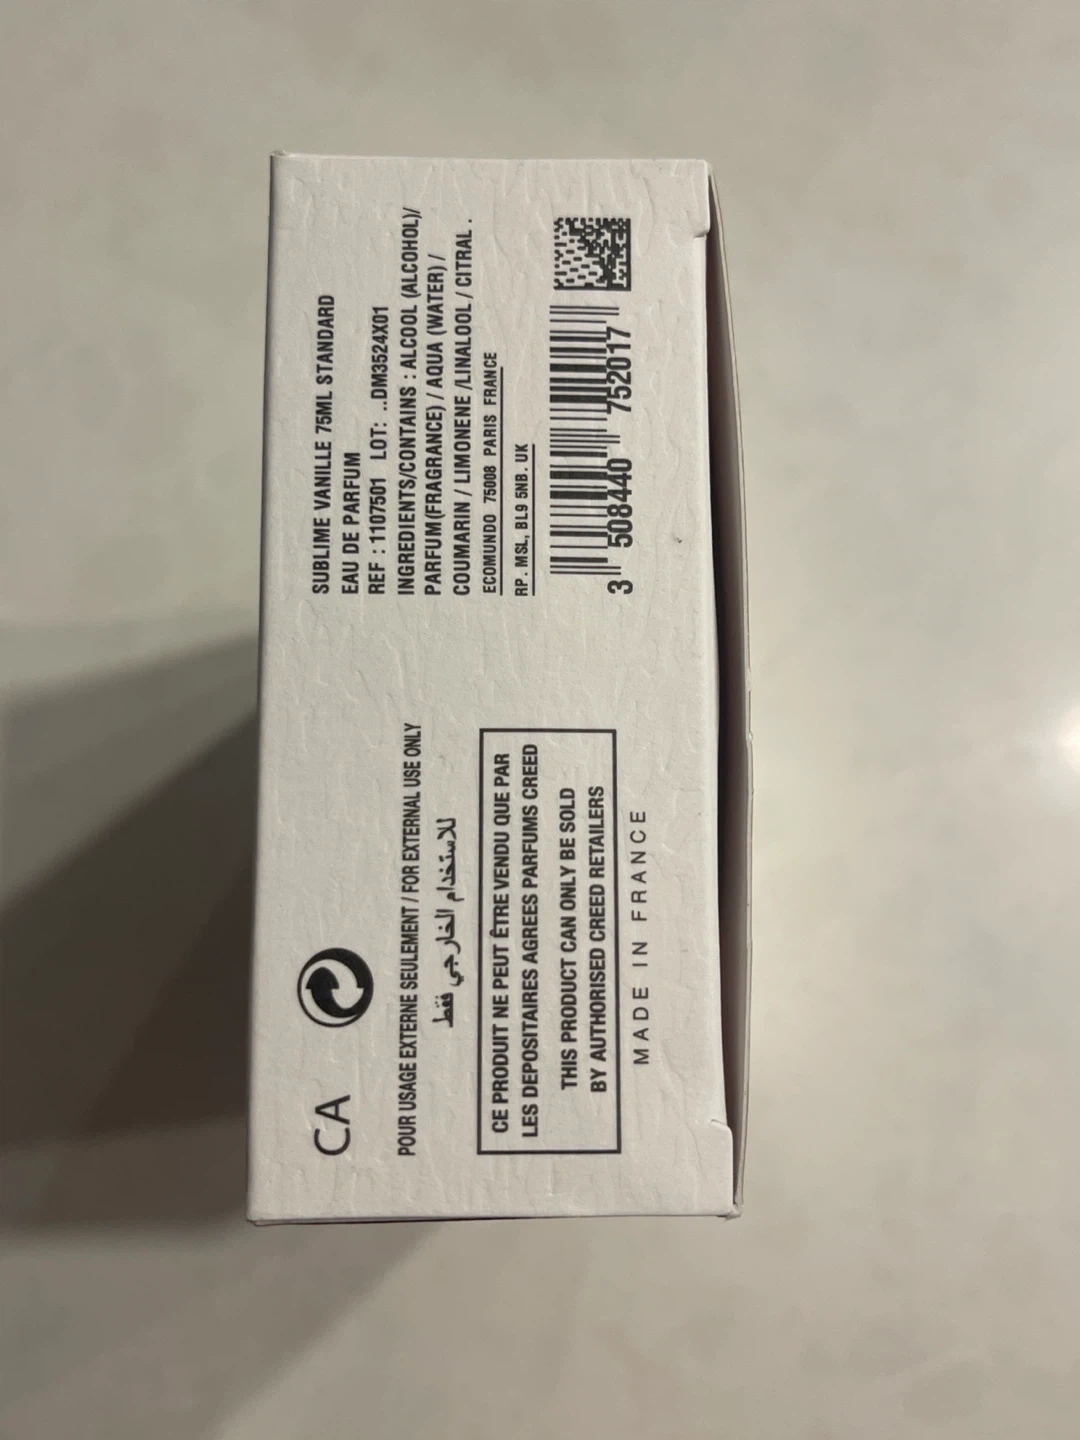 SUBLIME VANILLE 75ML STANDARD
EAU DE PARFUM
REF : 1107501 LOT: ..DM3524X01
INGREDIENTS/CONTAINS : ALCOOL (ALCOHOL)/
PARFUM(FRAGRANCE) / AQUA (WATER) /
COUMARIN / LIMONENE /LINALOOL / CITRAL .
ECOMUNDO 75008 PARIS FRANCE
RP. MSL, BL9 5NB. UK
3 508440 752017
CA
POUR USAGE EXTERNE SEULEMENT / FOR EXTERNAL USE ONLY
للاستخدام الخارجي فقط
CE PRODUIT NE PEUT ÊTRE VENDU QUE PAR
LES DEPOSITAIRES AGREES PARFUMS CREED
THIS PRODUCT CAN ONLY BE SOLD
BY AUTHORISED CREED RETAILERS
MADE IN FRANCE